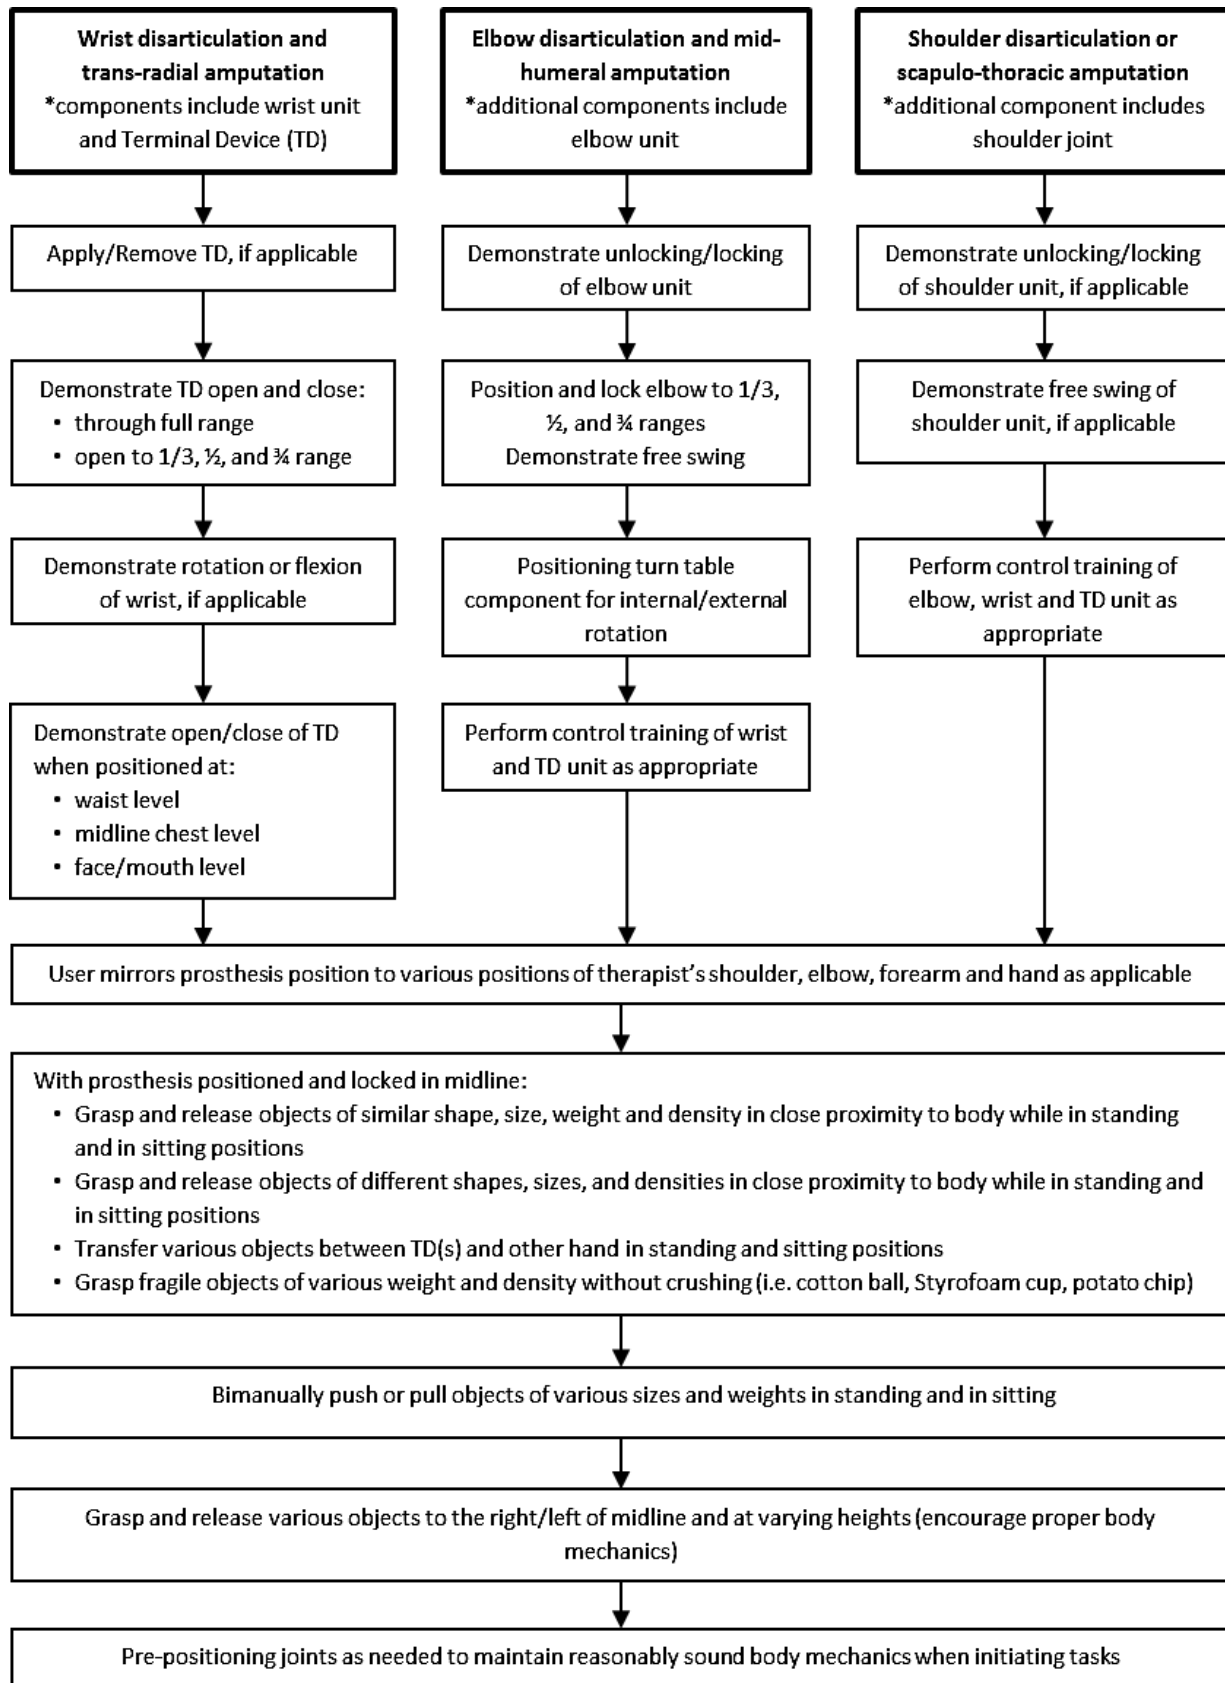 Wrist disarticulation and
trans-radial amputation
*components include wrist unit
and Terminal Device (TD)
Apply/Remove TD, if applicable
Demonstrate TD open and close:
• through full range
• open to 1/3, ½, and ¾ range
Demonstrate rotation or flexion
of wrist, if applicable
Demonstrate open/close of TD
when positioned at:
• waist level
• midline chest level
• face/mouth level
Elbow disarticulation and mid-
humeral amputation
*additional components include
elbow unit
Demonstrate unlocking/locking
of elbow unit
Position and lock elbow to 1/3,
½, and ¾ ranges
Demonstrate free swing
Positioning turn table
component for internal/external
rotation
Perform control training of wrist
and TD unit as appropriate
Shoulder disarticulation or
scapulo-thoracic amputation
*additional component includes
shoulder joint
Demonstrate unlocking/locking
of shoulder unit, if applicable
Demonstrate free swing of
shoulder unit, if applicable
Perform control training of
elbow, wrist and TD unit as
appropriate
User mirrors prosthesis position to various positions of therapist's shoulder, elbow, forearm and hand as applicable
With prosthesis positioned and locked in midline:
• Grasp and release objects of similar shape, size, weight and density in close proximity to body while in standing
and in sitting positions
• Grasp and release objects of different shapes, sizes, and densities in close proximity to body while in standing and
in sitting positions
• Transfer various objects between TD(s) and other hand in standing and sitting positions
• Grasp fragile objects of various weight and density without crushing (i.e. cotton ball, Styrofoam cup, potato chip)
Bimanually push or pull objects of various sizes and weights in standing and in sitting
Grasp and release various objects to the right/left of midline and at varying heights (encourage proper body
mechanics)
Pre-positioning joints as needed to maintain reasonably sound body mechanics when initiating tasks